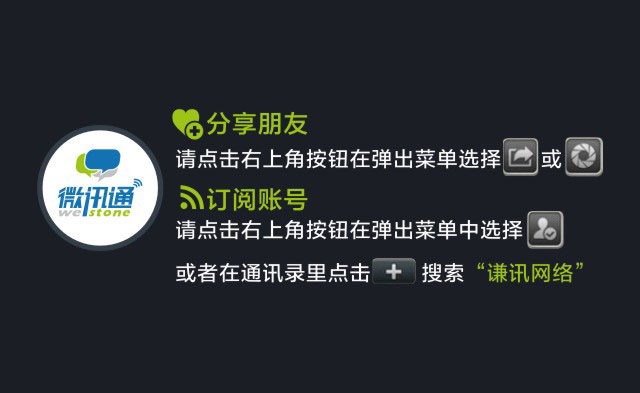 分享朋友
请点击右上角按钮在弹出菜单选择 或
订阅账号
请点击右上角按钮在弹出菜单中选择
或者在通讯录里点击 搜索“谦讯网络”
微讯通
westone